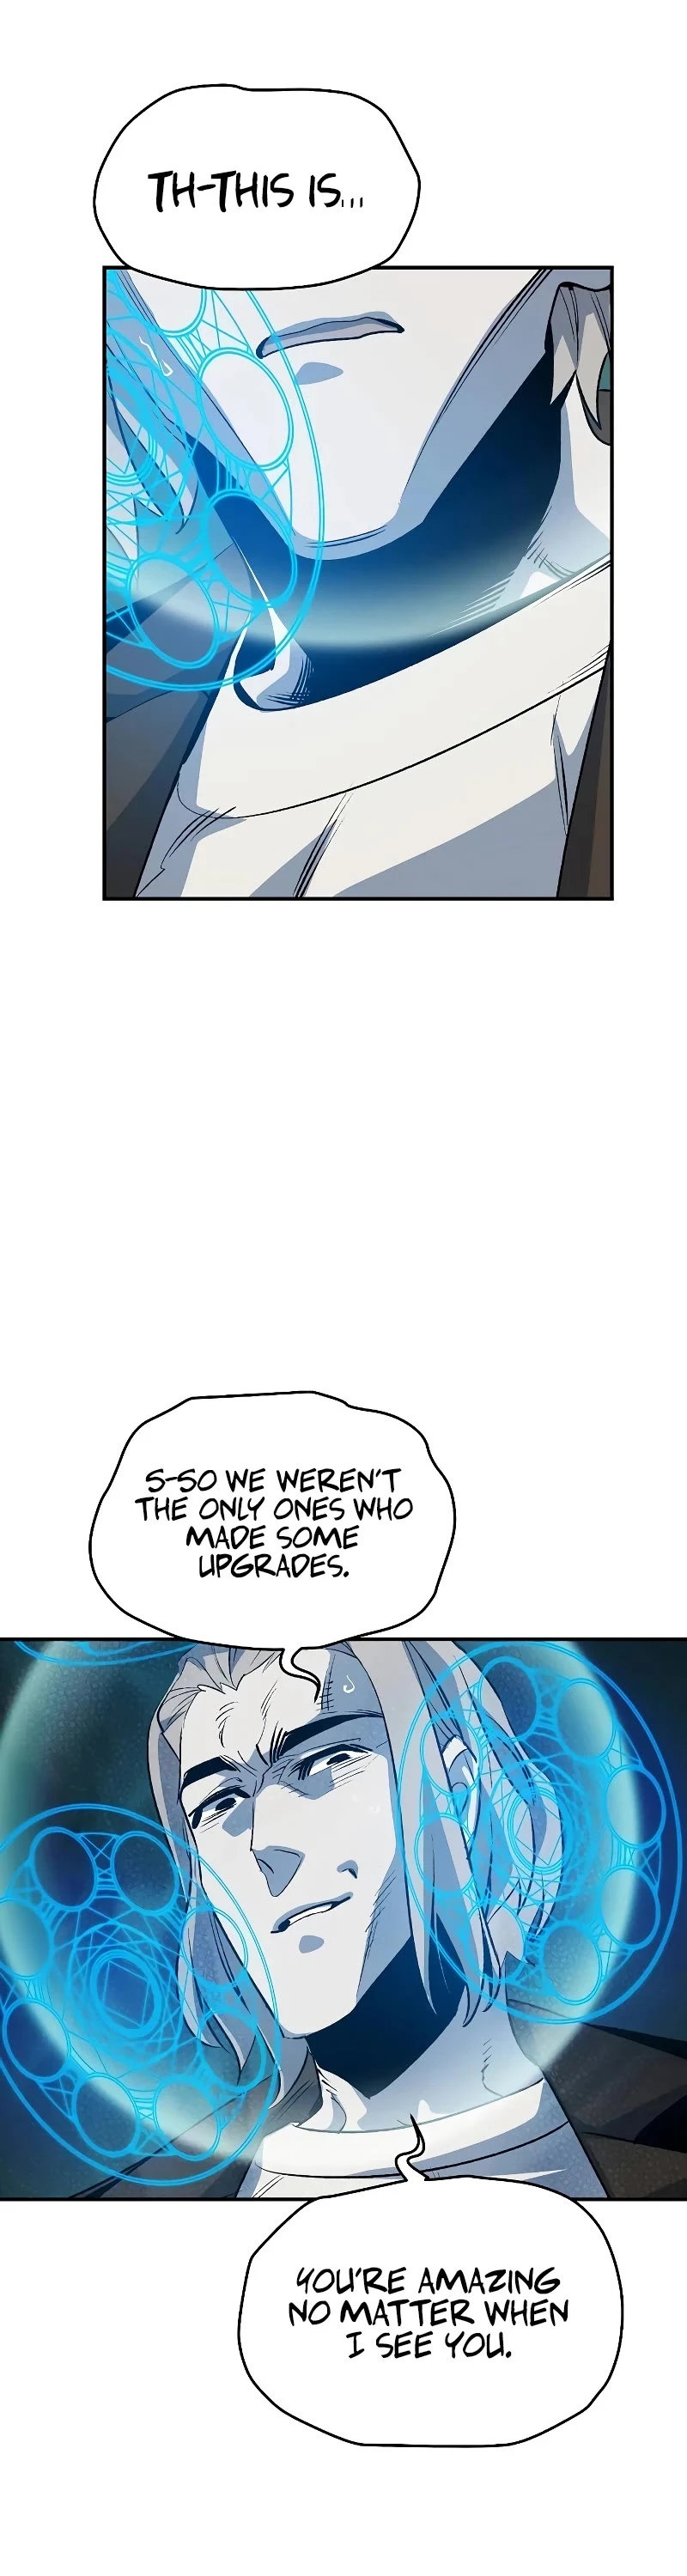 TH-THIS IS...
S-SO WE WEREN'T
THE ONLY ONES WHO
MADE SOME
UPGRADES.
YOU'RE AMAZING
NO MATTER WHEN
I SEE YOU.